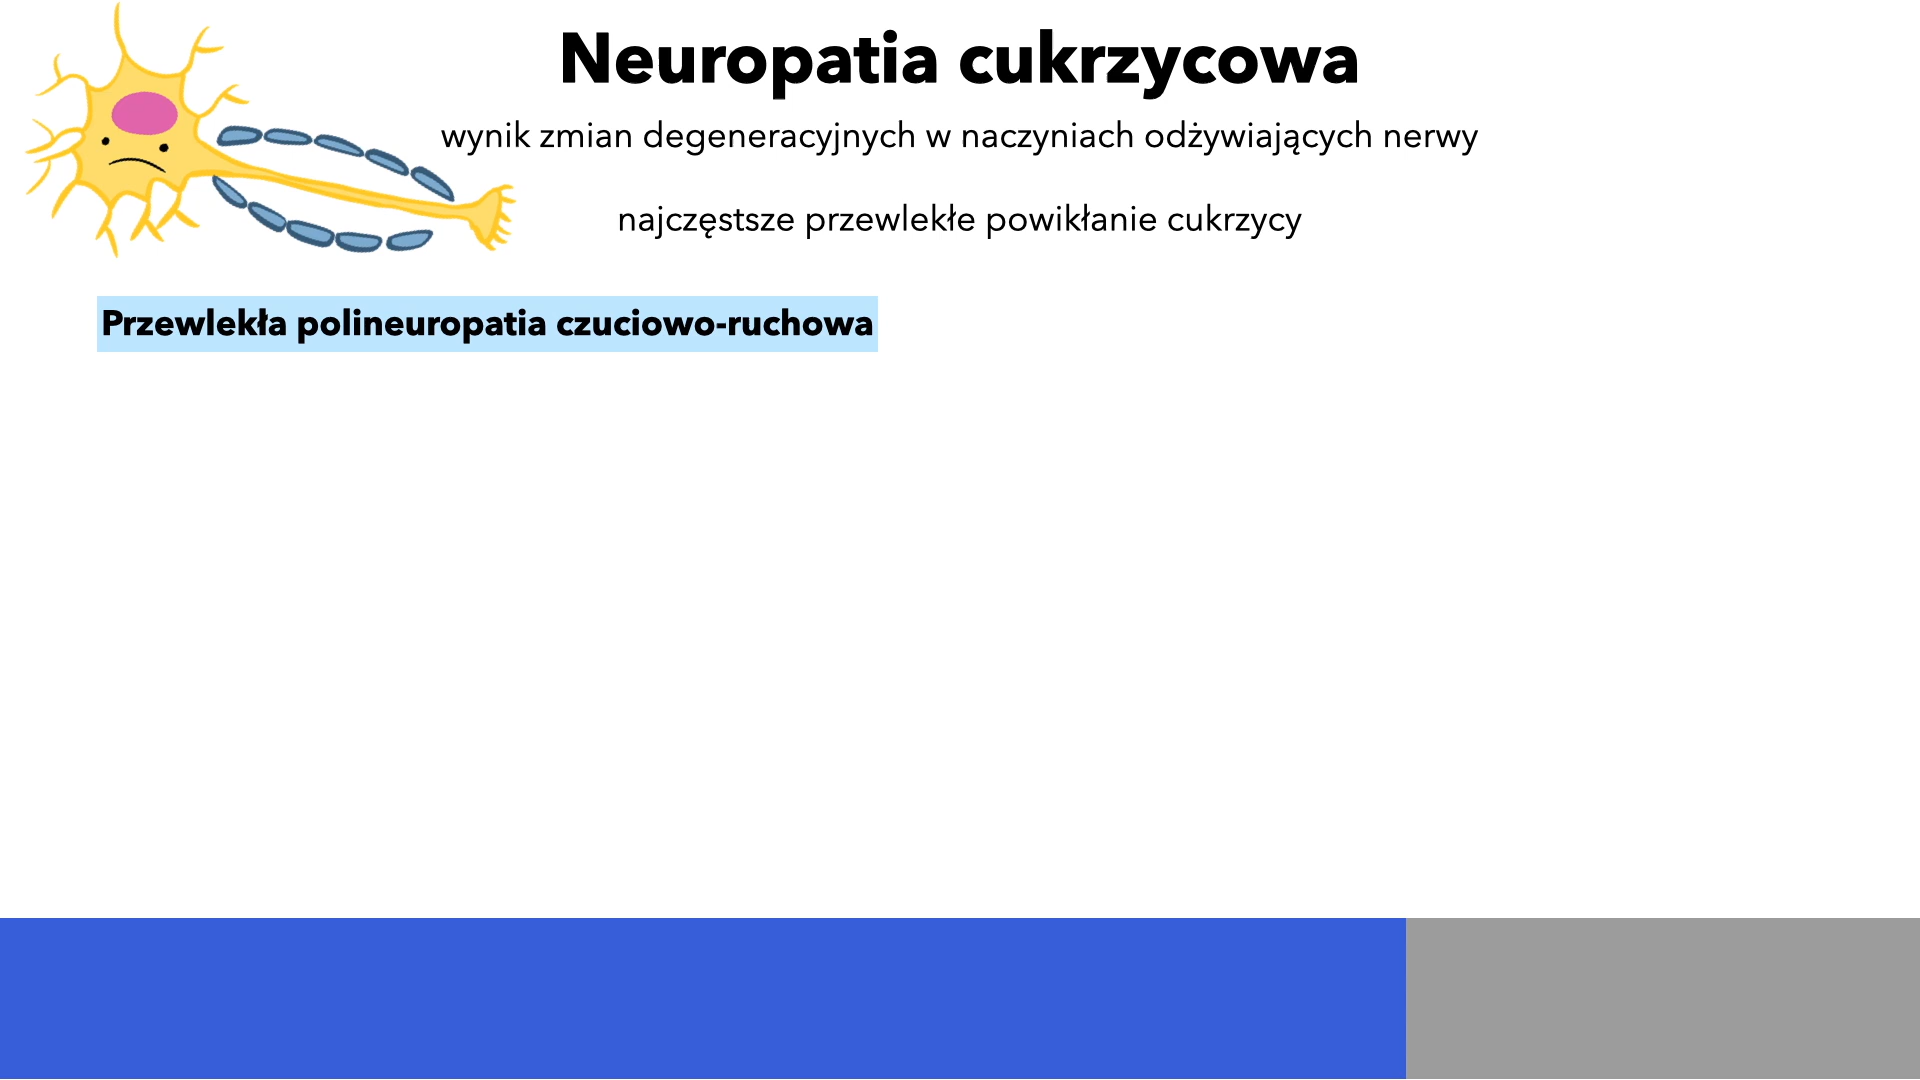 Neuropatia cukrzycowa
wynik zmian degeneracyjnych w naczyniach odżywiających nerwy
najczęstsze przewlekłe powikłanie cukrzycy
Przewlekła polineuropatia czuciowo-ruchowa